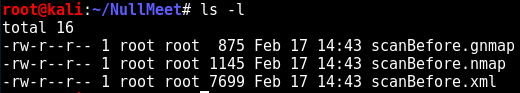 root@kali:~/NullMeet# ls -l
total 16
-rw-r--r-- 1 root root  875 Feb 17 14:43 scanBefore.gnmap
-rw-r--r-- 1 root root 1145 Feb 17 14:43 scanBefore.nmap
-rw-r--r-- 1 root root 7699 Feb 17 14:43 scanBefore.xml